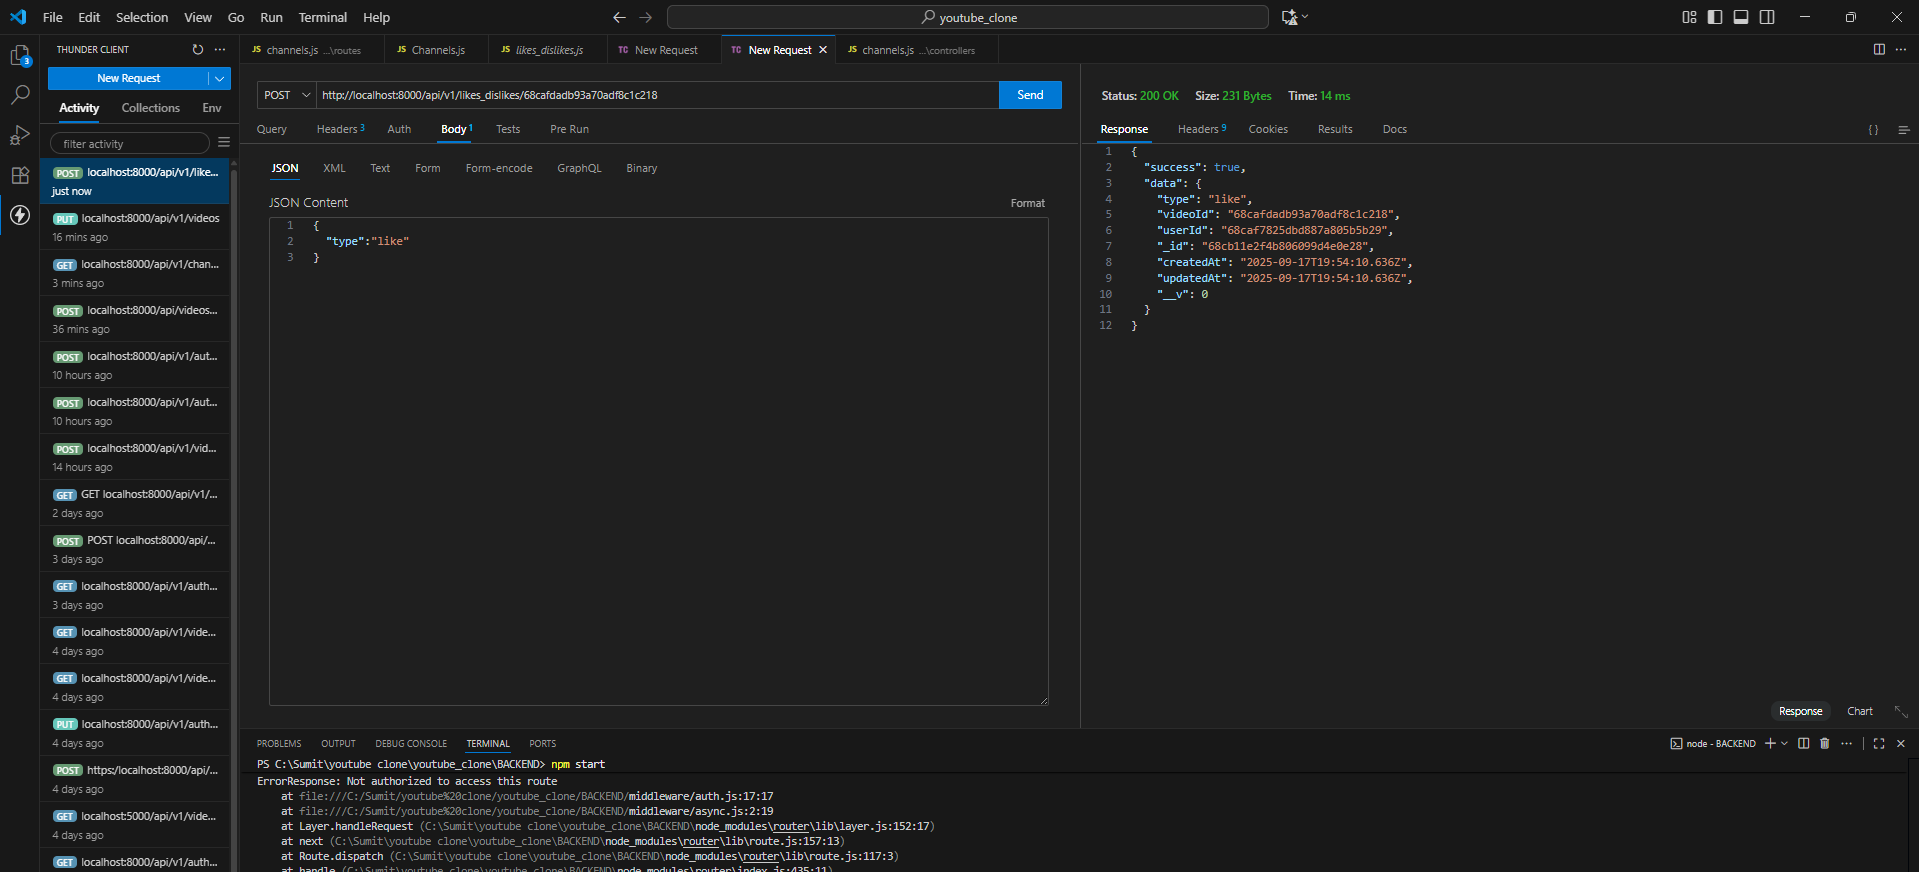 File Edit Selection View Go Run Terminal Help
youtube_clone
THUNDER CLIENT
New Request
Activity Collections Env
filter activity
POST localhost:8000/api/v1/like...
just now
PUT localhost:8000/api/v1/videos
16 mins ago
GET localhost:8000/api/v1/chan...
3 mins ago
POST localhost:8000/api/videos...
36 mins ago
POST localhost:8000/api/v1/aut...
10 hours ago
POST localhost:8000/api/v1/aut...
10 hours ago
POST localhost:8000/api/v1/vid...
14 hours ago
GET GET localhost:8000/api/v1/...
2 days ago
POST POST localhost:8000/api/...
3 days ago
GET localhost:8000/api/v1/auth...
3 days ago
GET localhost:8000/api/v1/vide...
4 days ago
GET localhost:8000/api/v1/vide...
4 days ago
PUT localhost:8000/api/v1/auth...
4 days ago
POST https:/localhost:8000/api/...
4 days ago
GET localhost:5000/api/v1/vide...
4 days ago
GET localhost:8000/api/v1/auth...
3
JS channels.js ...\routes
JS Channels.js
JS likes_dislikes.js
TC New Request
TC New Request
JS channels.js ...\controllers
POST http://localhost:8000/api/v1/likes_dislikes/68cafdadb93a70adf8c1c218 Send
Query Headers 3 Auth Body 1 Tests Pre Run
JSON XML Text Form Form-encode GraphQL Binary
JSON Content Format
1 {
2 "type":"like"
3 }
Status: 200 OK Size: 231 Bytes Time: 14 ms
Response Headers 9 Cookies Results Docs { }
1 {
2 "success": true,
3 "data": {
4 "type": "like",
5 "videoId": "68cafdadb93a70adf8c1c218",
6 "userId": "68caf7825dbd887a805b5b29",
7 "_id": "68cb11e2f4b806099d4e0e28",
8 "createdAt": "2025-09-17T19:54:10.636Z",
9 "updatedAt": "2025-09-17T19:54:10.636Z",
10 "__v": 0
11 }
12 }
Response Chart
PROBLEMS OUTPUT DEBUG CONSOLE TERMINAL PORTS
node - BACKEND
PS C:\Sumit\youtube clone\youtube_clone\BACKEND> npm start
ErrorResponse: Not authorized to access this route
at file:///C:/Sumit/youtube%20clone/youtube_clone/BACKEND/middleware/auth.js:17:17
at file:///C:/Sumit/youtube%20clone/youtube_clone/BACKEND/middleware/async.js:2:19
at Layer.handleRequest (C:\Sumit\youtube clone\youtube_clone\BACKEND\node_modules\router\lib\layer.js:152:17)
at next (C:\Sumit\youtube clone\youtube_clone\BACKEND\node_modules\router\lib\route.js:157:13)
at Route.dispatch (C:\Sumit\youtube clone\youtube_clone\BACKEND\node_modules\router\lib\route.js:117:3)
at handle (C:\Sumit\youtube clone\youtube_clone\BACKEND\node_modules\router\index.js:435:11)